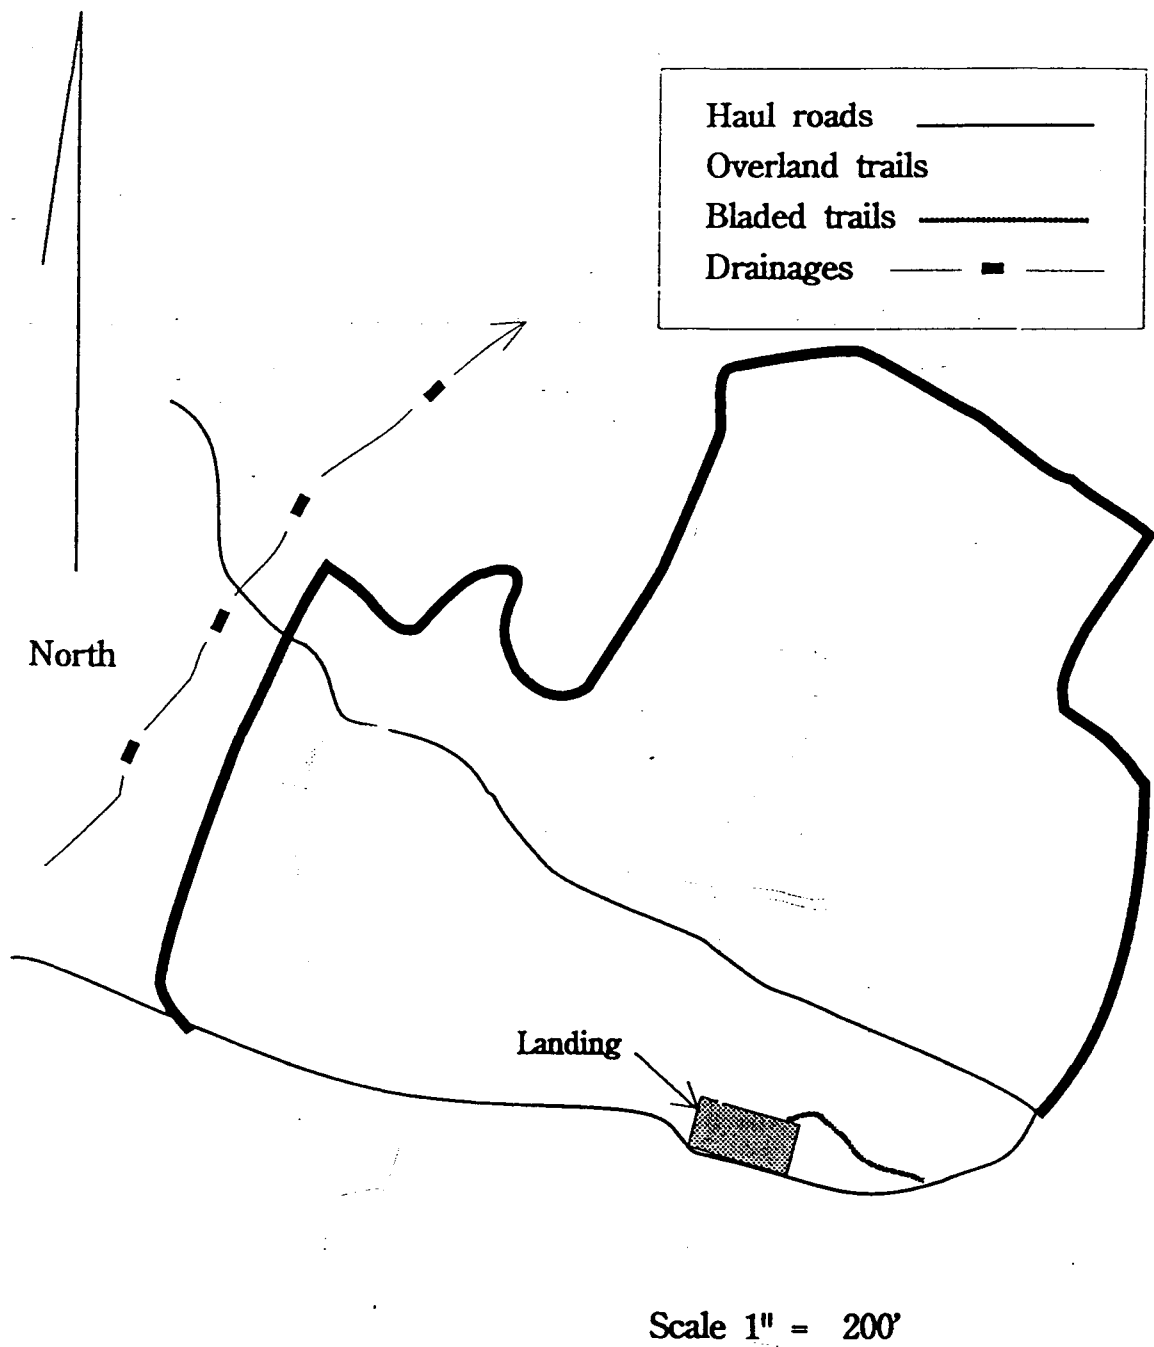 Haul roads
Overland trails
Bladed trails
Drainages
North
Landing
Scale 1" = 200'